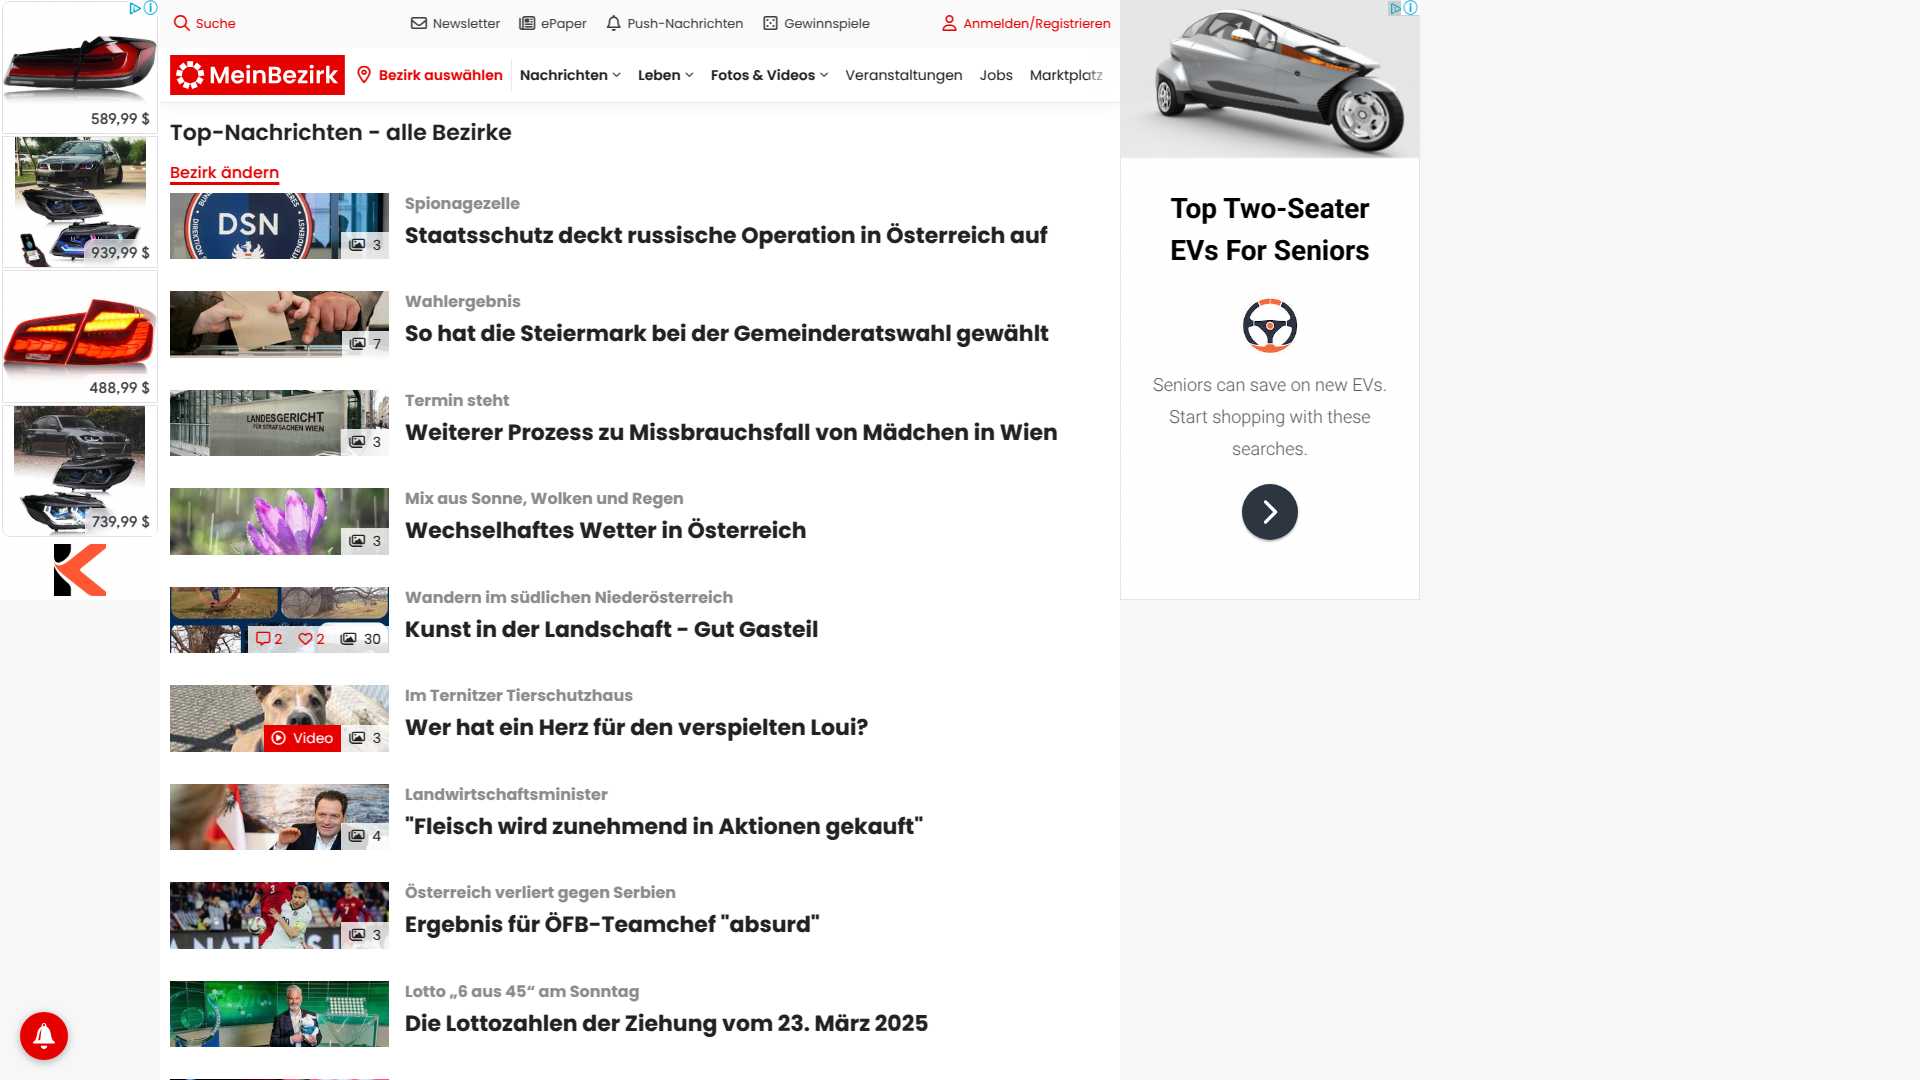 Suche
Newsletter
ePaper
Push-Nachrichten
Gewinnspiele
Anmelden/Registrieren
MeinBezirk
Bezirk auswählen
Nachrichten
Leben
Fotos & Videos
Veranstaltungen
Jobs
Marktplatz
589,99 $
939,99 $
488,99 $
739,99 $
Top-Nachrichten - alle Bezirke
Bezirk ändern
DSN
3
Spionagezelle
Staatsschutz deckt russische Operation in Österreich auf
7
Wahlergebnis
So hat die Steiermark bei der Gemeinderatswahl gewählt
LANDESGERICHT
FÜR STRAFSACHEN WIEN
3
Termin steht
Weiterer Prozess zu Missbrauchsfall von Mädchen in Wien
3
Mix aus Sonne, Wolken und Regen
Wechselhaftes Wetter in Österreich
2 2 30
Wandern im südlichen Niederösterreich
Kunst in der Landschaft - Gut Gasteil
Video 3
Im Ternitzer Tierschutzhaus
Wer hat ein Herz für den verspielten Loui?
4
Landwirtschaftsminister
"Fleisch wird zunehmend in Aktionen gekauft"
3
Österreich verliert gegen Serbien
Ergebnis für ÖFB-Teamchef "absurd"
Lotto „6 aus 45“ am Sonntag
Die Lottozahlen der Ziehung vom 23. März 2025
Top Two-Seater
EVs For Seniors
Seniors can save on new EVs.
Start shopping with these
searches.